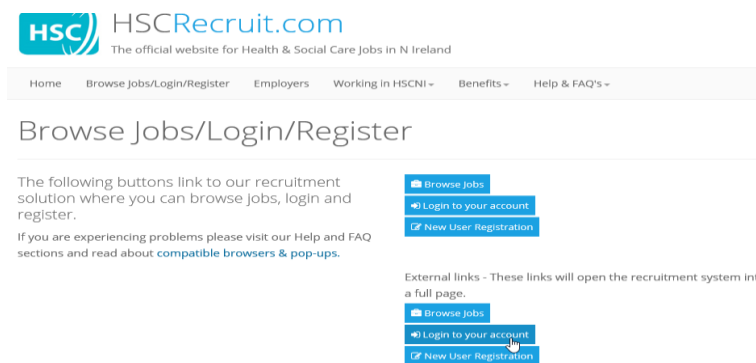 HSC
HSCRecruit.com
The official website for Health & Social Care Jobs in N Ireland
Home Browse Jobs/Login/Register Employers Working in HSCNI Benefits Help & FAQ's
Browse Jobs/Login/Register
The following buttons link to our recruitment
solution where you can browse jobs, login and
register.
If you are experiencing problems please visit our Help and FAQ
sections and read about compatible browsers & pop-ups.
Browse Jobs
Login to your account
New User Registration
External links - These links will open the recruitment system
a full page.
Browse Jobs
Login to your account
New User Registration